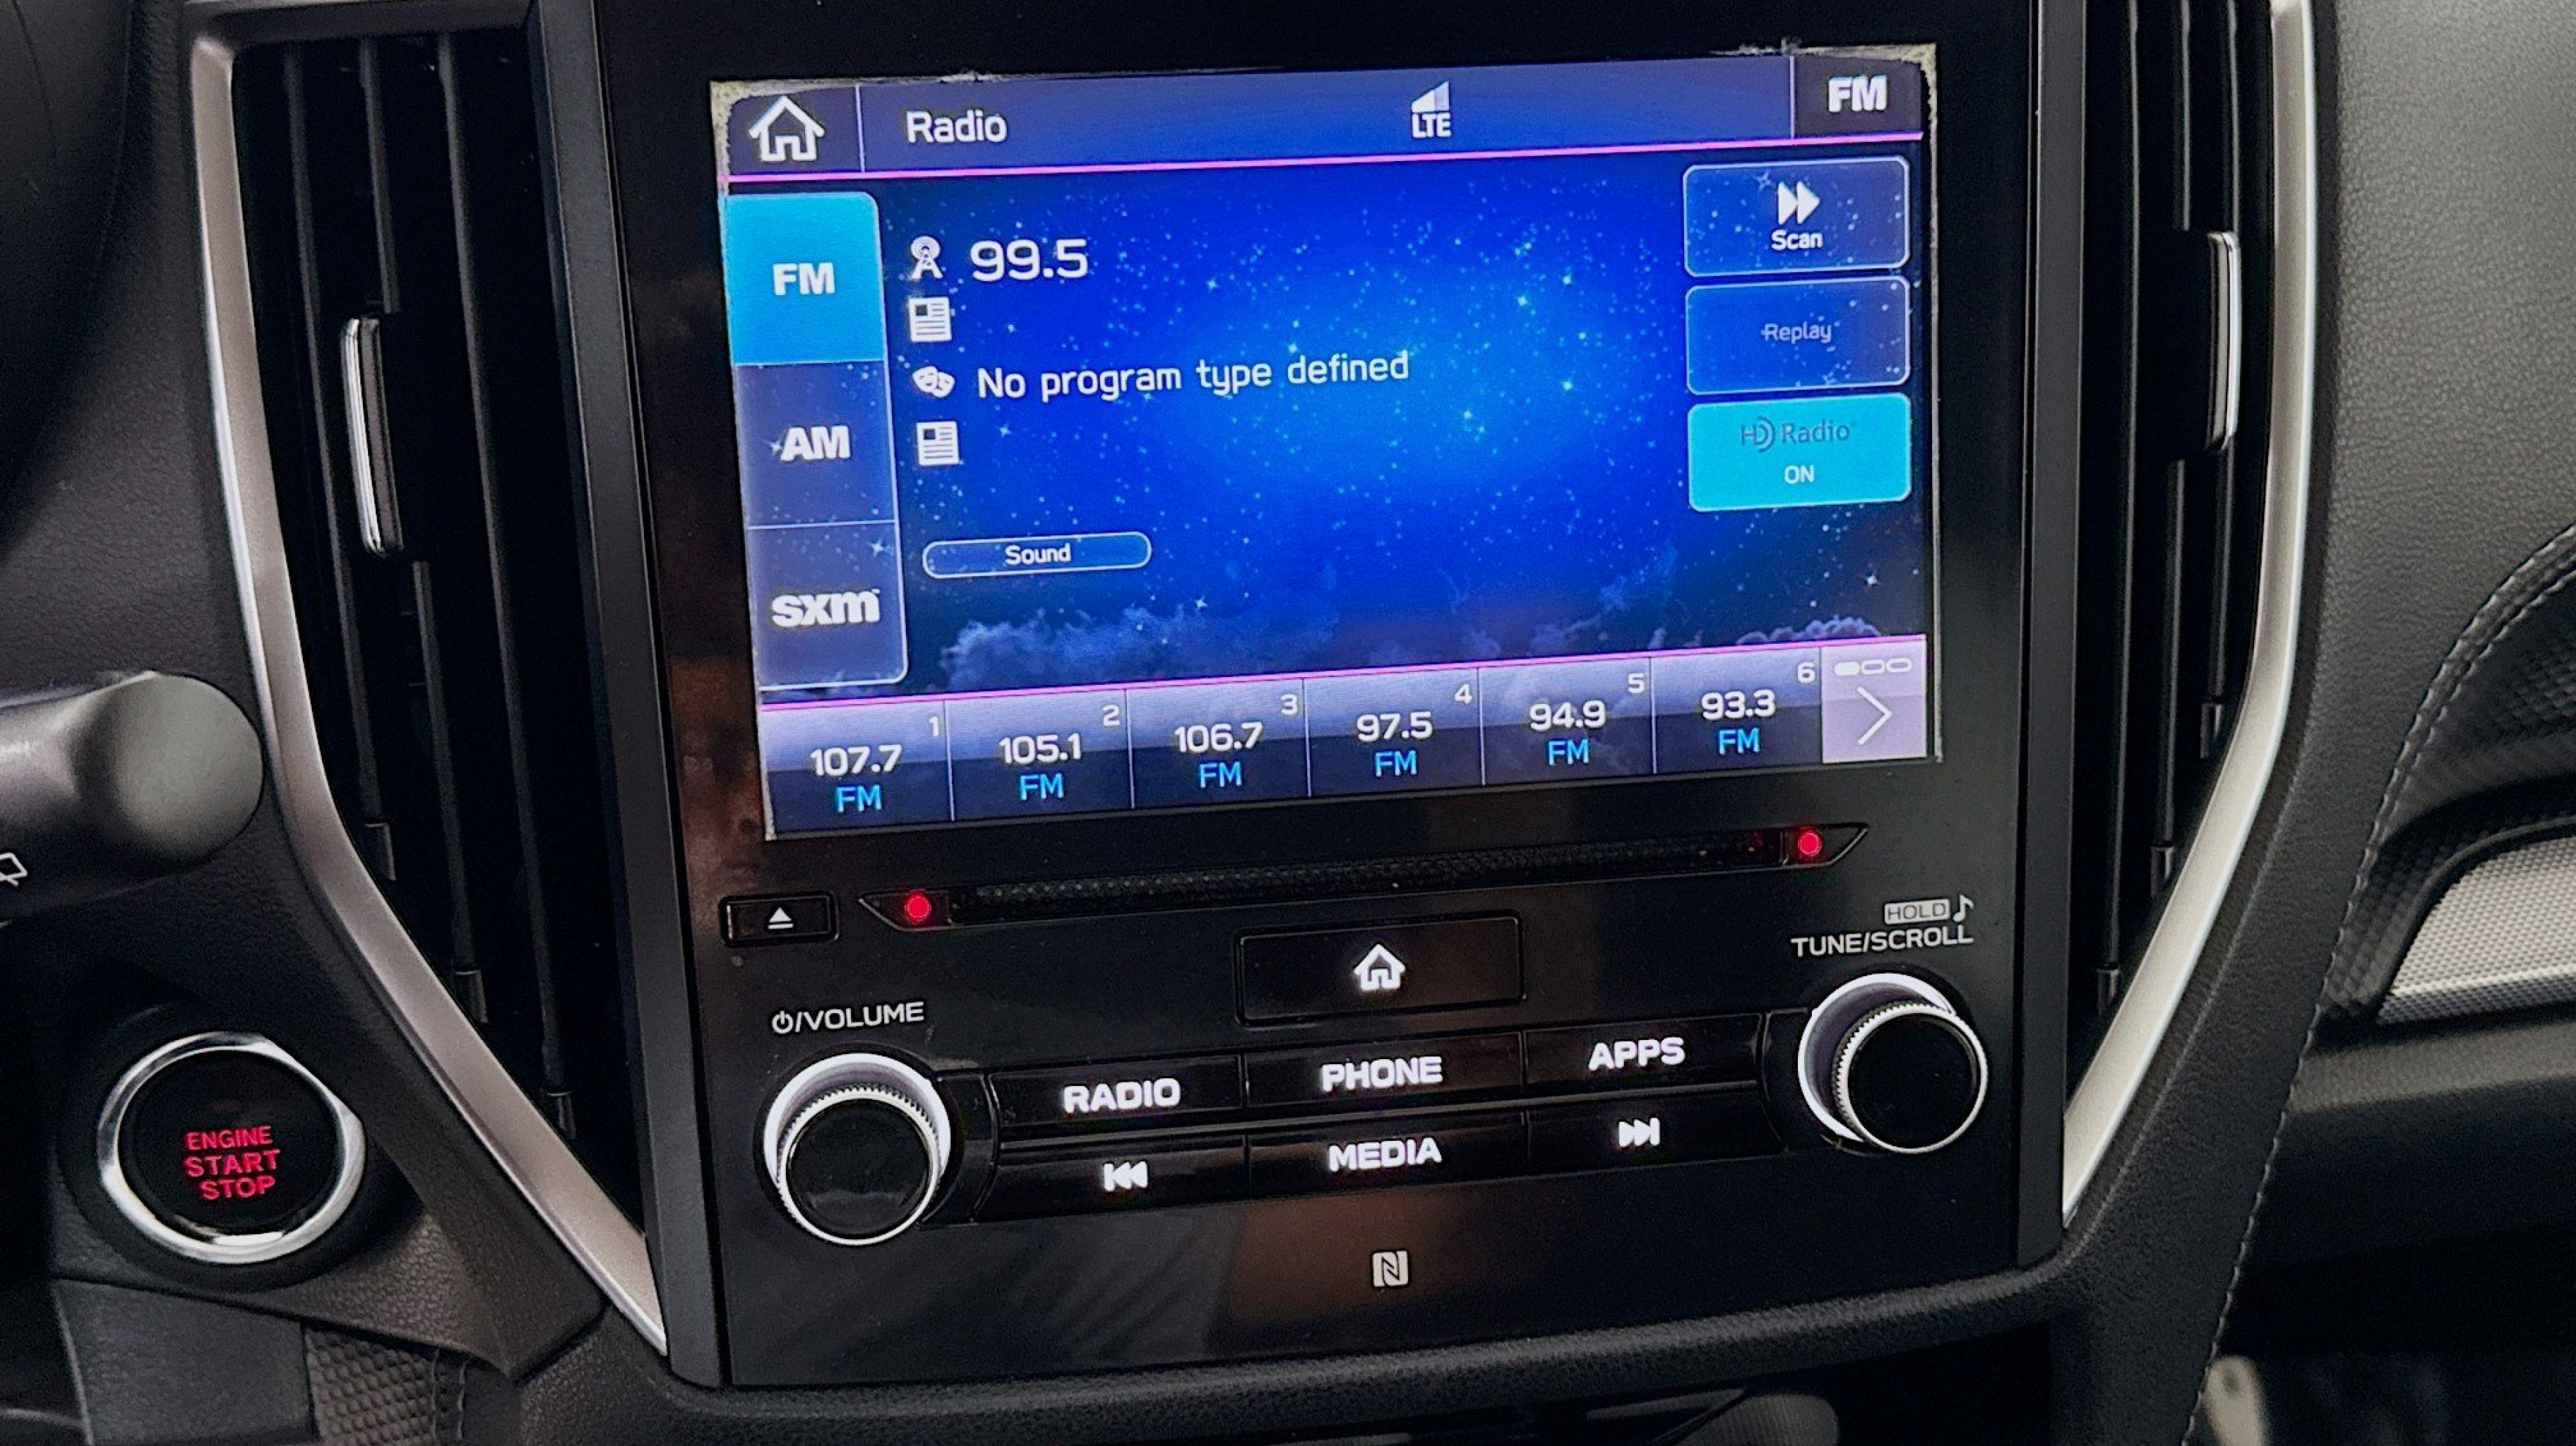 Radio
LTE
FM
FM
99.5
Scan
Replay
No program type defined
AM
HD Radio
ON
Sound
sxm
1
107.7
FM
2
105.1
FM
3
106.7
FM
4
97.5
FM
5
94.9
FM
6
93.3
FM
HOLD
TUNE/SCROLL
/VOLUME
RADIO
PHONE
APPS
MEDIA
ENGINE
START
STOP
N